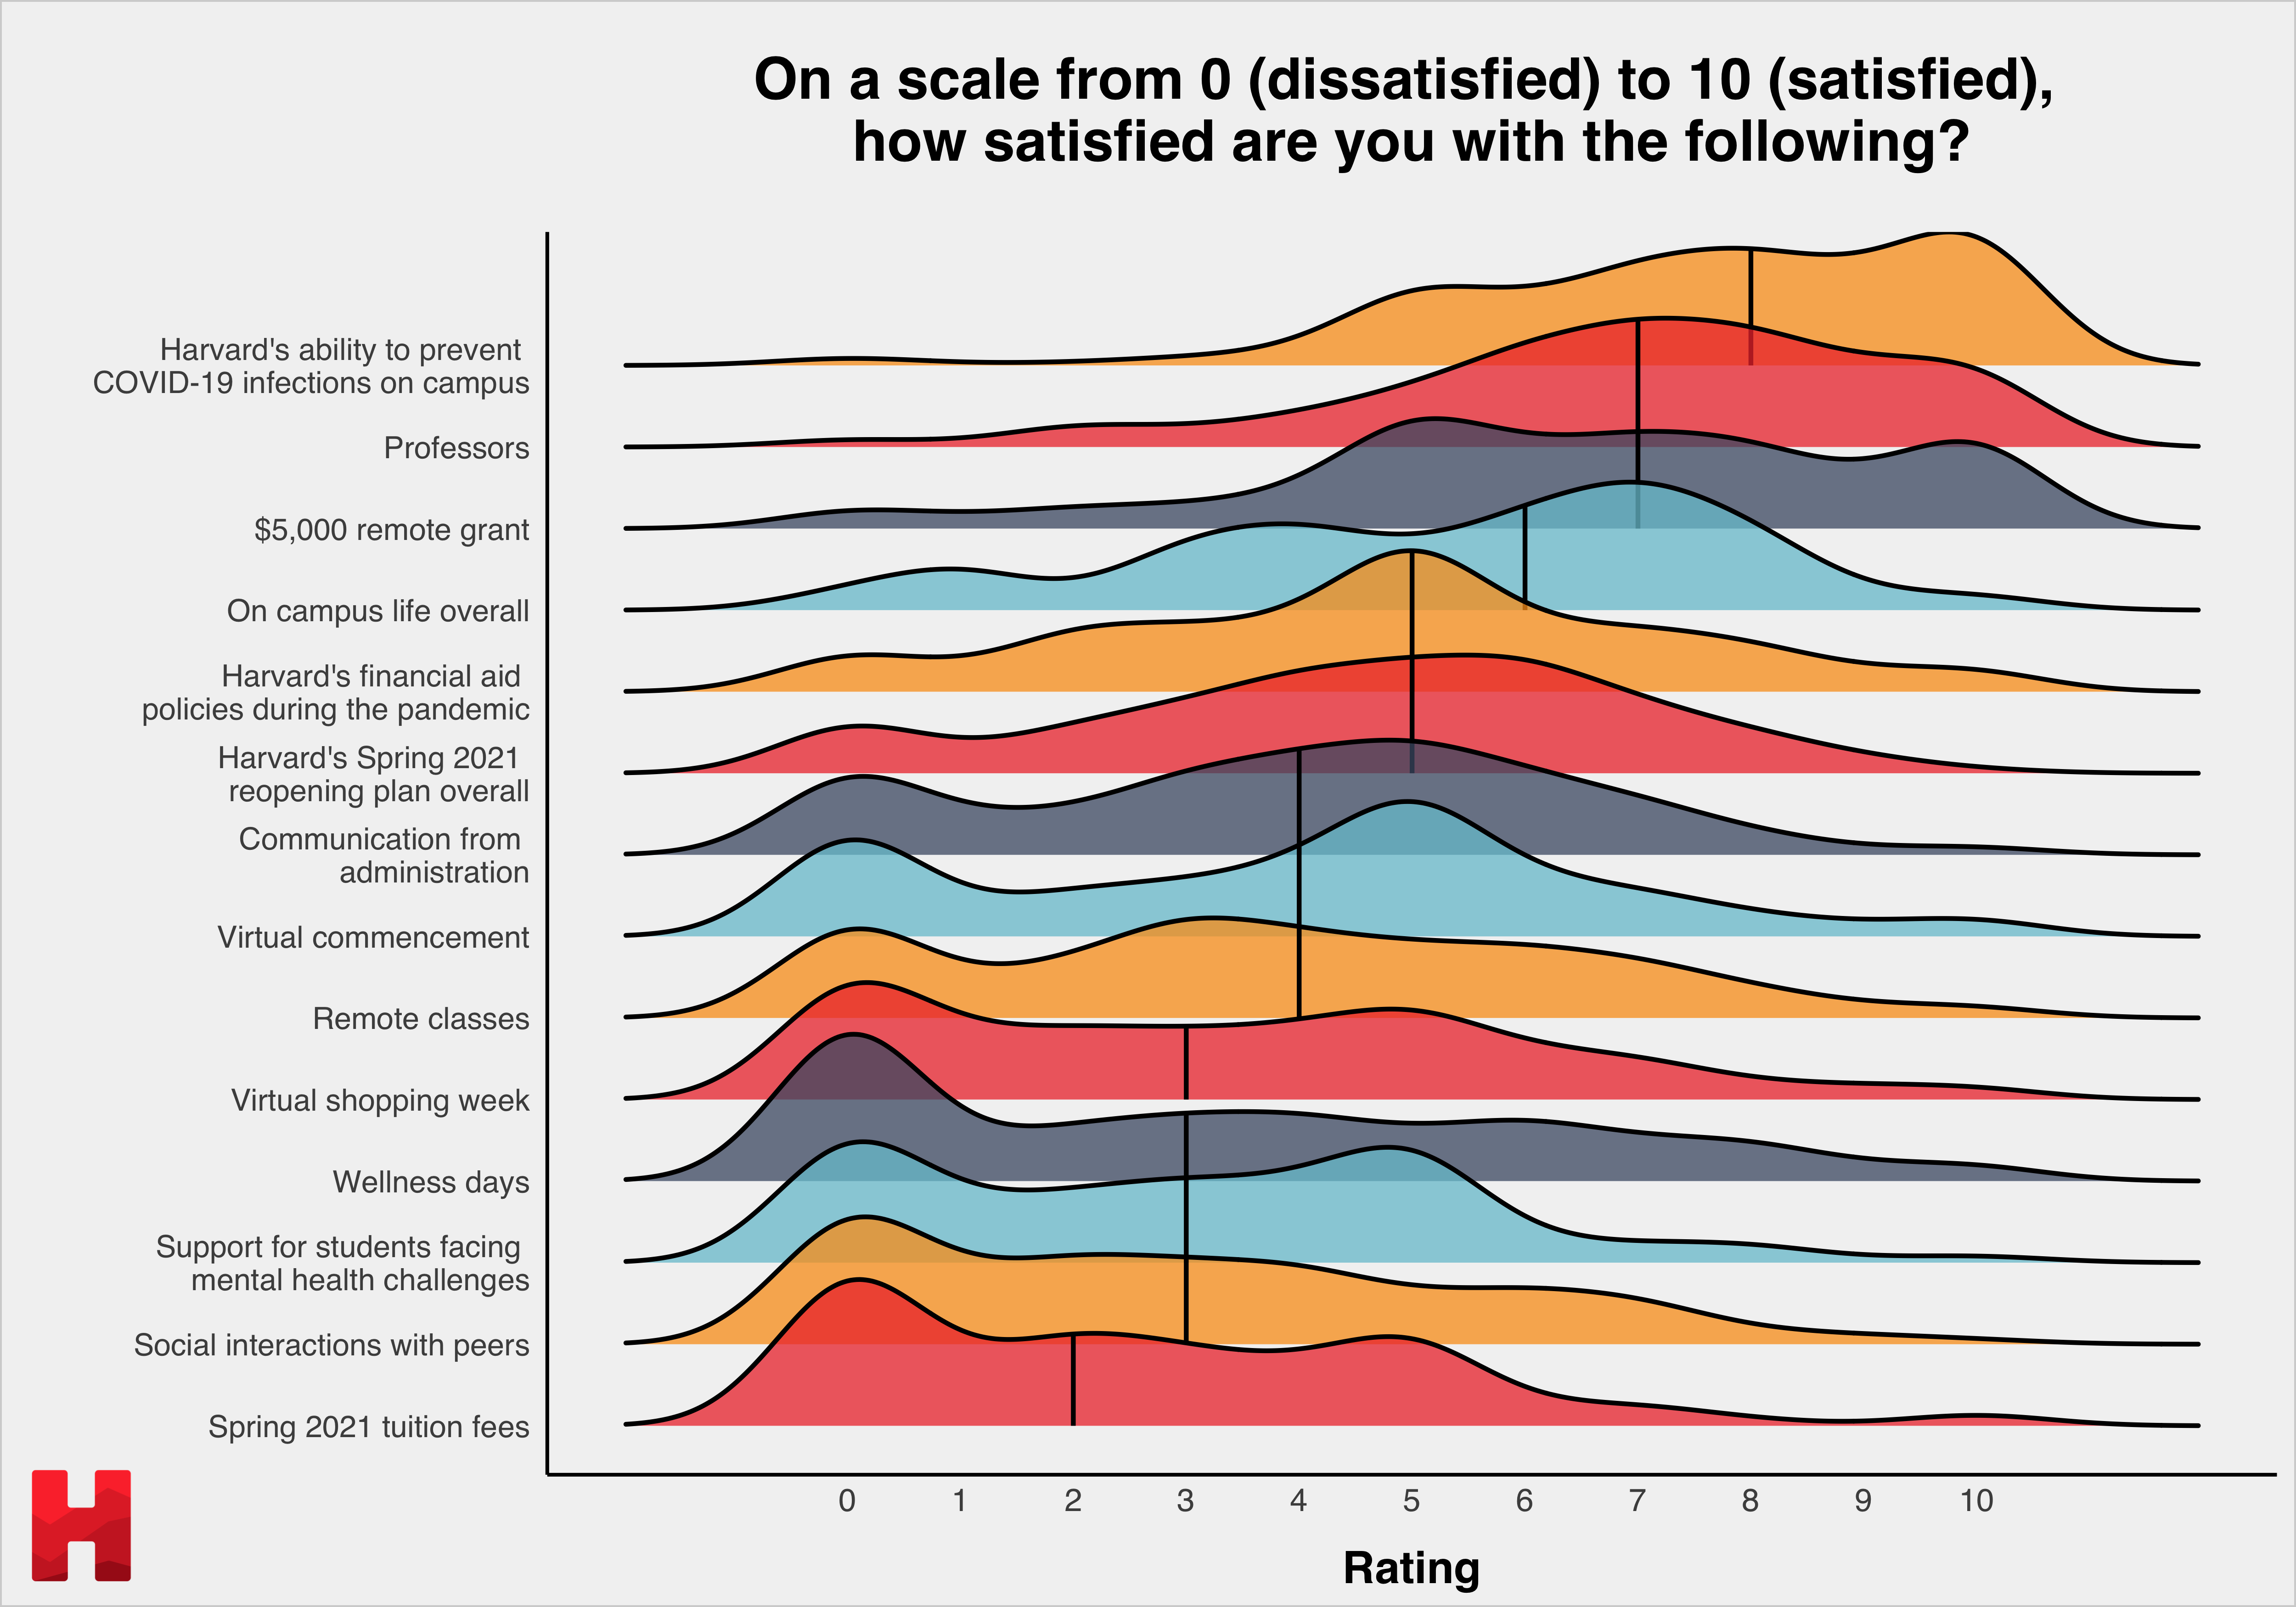 On a scale from 0 (dissatisfied) to 10 (satisfied),
how satisfied are you with the following?
Harvard's ability to prevent
COVID-19 infections on campus
Professors
$5,000 remote grant
On campus life overall
Harvard's financial aid
policies during the pandemic
Harvard's Spring 2021
reopening plan overall
Communication from
administration
Virtual commencement
Remote classes
Virtual shopping week
Wellness days
Support for students facing
mental health challenges
Social interactions with peers
Spring 2021 tuition fees
0 1 2 3 4 5 6 7 8 9 10
Rating
H